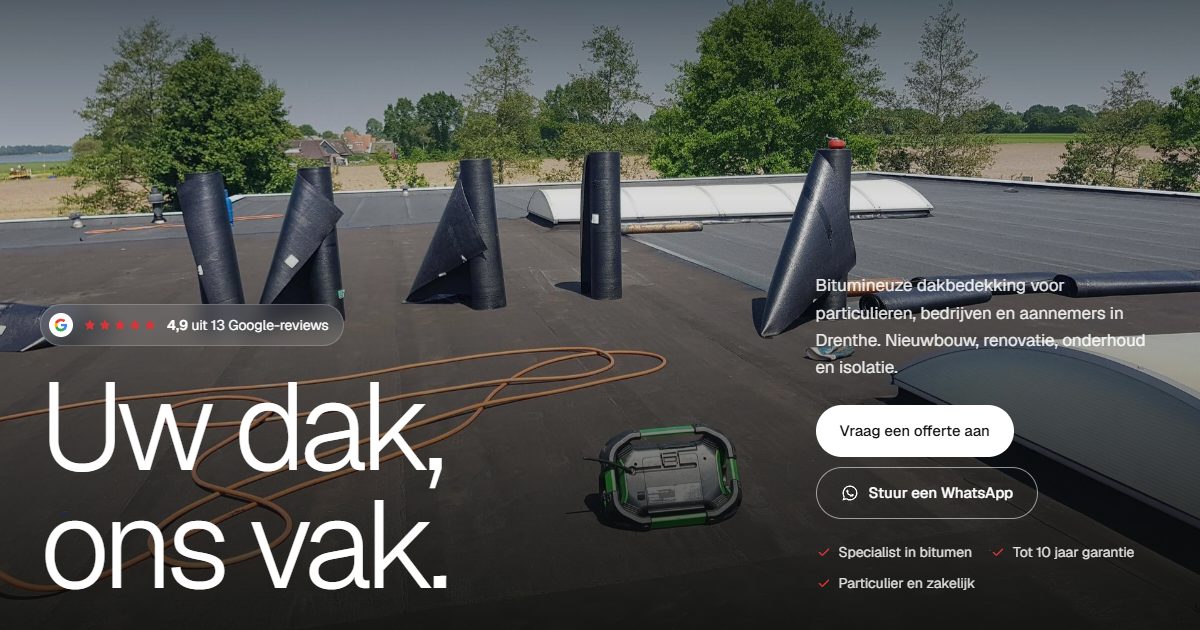 4,9 uit 13 Google-reviews
Uw dak,
ons vak.
Bitumineuze dakbedekking voor
particulieren, bedrijven en aannemers in
Drenthe. Nieuwbouw, renovatie, onderhoud
en isolatie.
Vraag een offerte aan
Stuur een WhatsApp
Specialist in bitumen
Tot 10 jaar garantie
Particulier en zakelijk